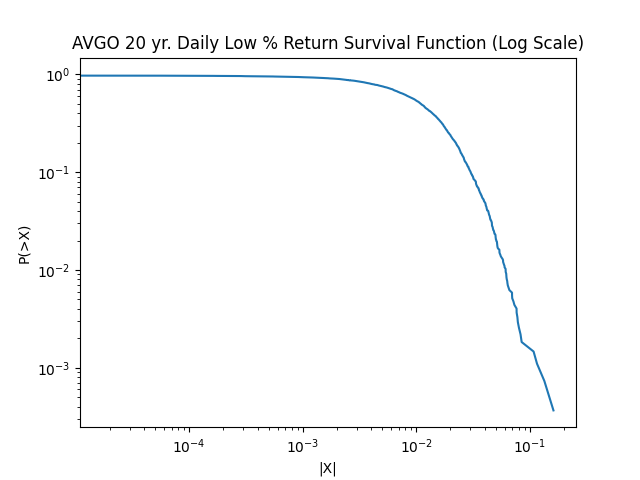 AVGO 20 yr. Daily Low % Return Survival Function (Log Scale)
10⁰
10⁻¹
10⁻²
10⁻³
P(>X)
10⁻⁴
10⁻³
10⁻²
10⁻¹
|X|